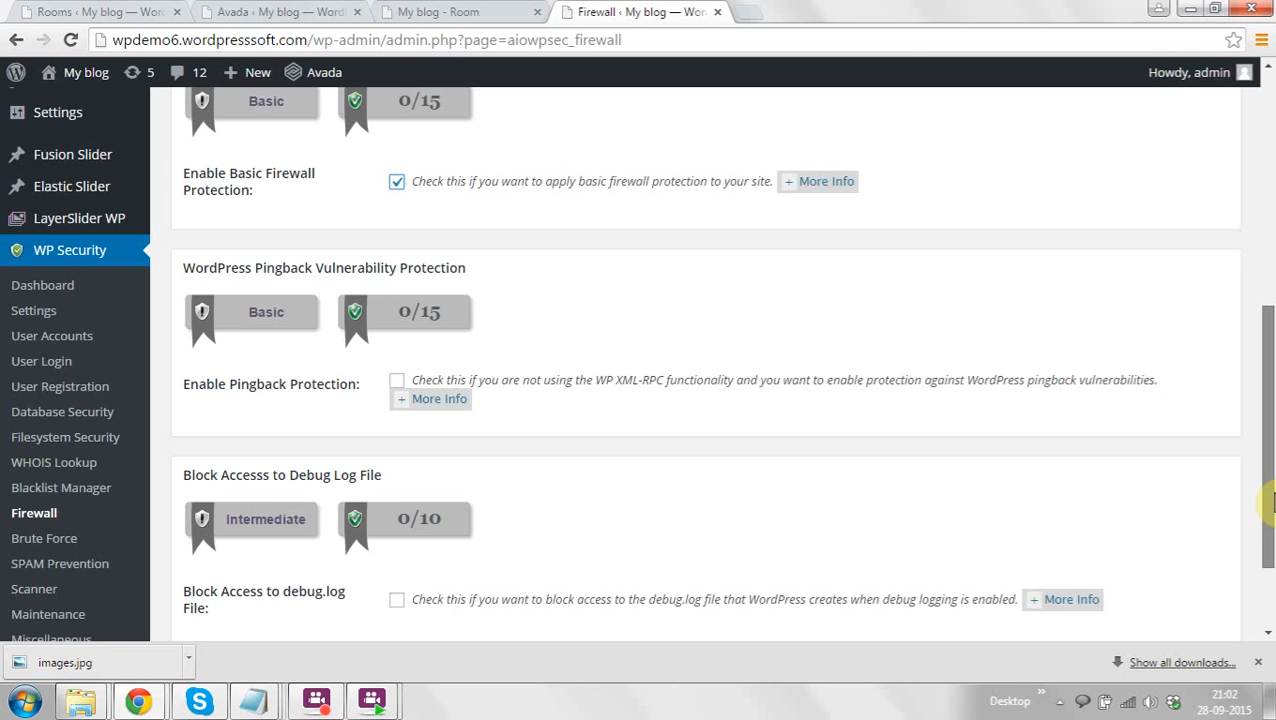 Rooms ‹ My blog — WordP
Avada ‹ My blog — WordP
My blog - Room
Firewall ‹ My blog — Wor
wpdemo6.wordpresssoft.com/wp-admin/admin.php?page=aiowpsec_firewall
My blog
5
12
New
Avada
Howdy, admin
Settings
Fusion Slider
Elastic Slider
LayerSlider WP
WP Security
Dashboard
Settings
User Accounts
User Login
User Registration
Database Security
Filesystem Security
WHOIS Lookup
Blacklist Manager
Firewall
Brute Force
SPAM Prevention
Scanner
Maintenance
Miscellaneous
Basic
0/15
Enable Basic Firewall
Protection:
Check this if you want to apply basic firewall protection to your site.
+ More Info
WordPress Pingback Vulnerability Protection
Basic
0/15
Enable Pingback Protection:
Check this if you are not using the WP XML-RPC functionality and you want to enable protection against WordPress pingback vulnerabilities.
+ More Info
Block Accesss to Debug Log File
Intermediate
0/10
Block Access to debug.log
File:
Check this if you want to block access to the debug.log file that WordPress creates when debug logging is enabled.
+ More Info
images.jpg
Show all downloads...
Desktop
21:02
28-09-2015